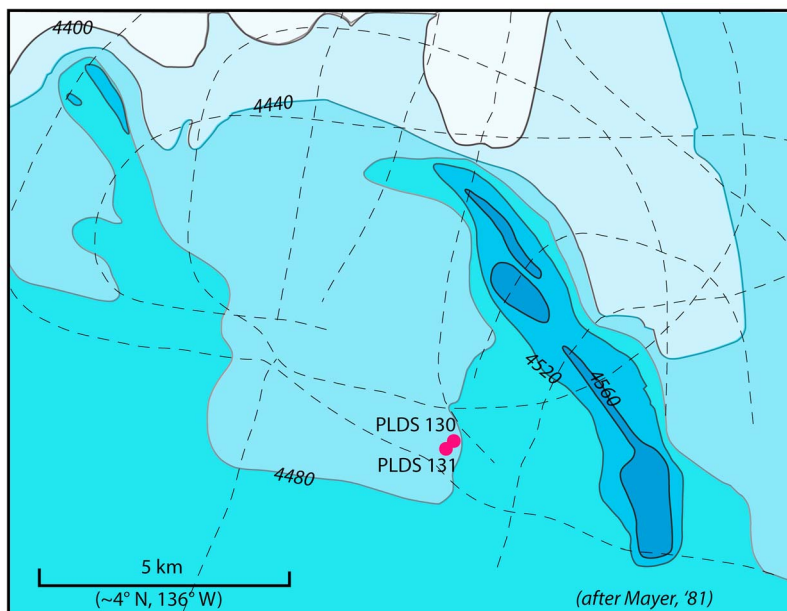 4400
4440
4520
4560
PLDS 130
PLDS 131
4480
5 km
(~4° N, 136° W)
(after Mayer, '81)